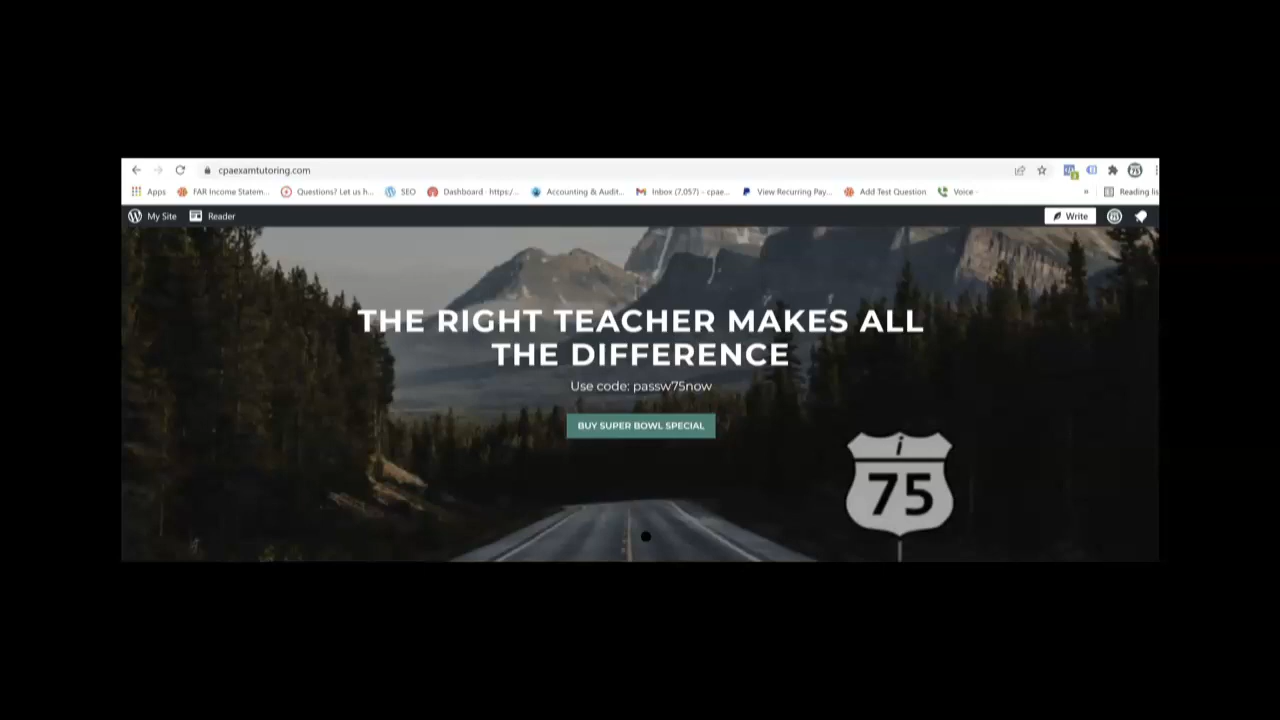 cpaexamtutoring.com
Apps FAR Income Statem... Questions? Let us h... SEO Dashboard · https:/... Accounting & Audit... Inbox (7,057) – cpae... View Recurring Pay... Add Test Question Voice - » Reading lis
My Site Reader Write
THE RIGHT TEACHER MAKES ALL
THE DIFFERENCE
Use code: passw75now
BUY SUPER BOWL SPECIAL
i
75